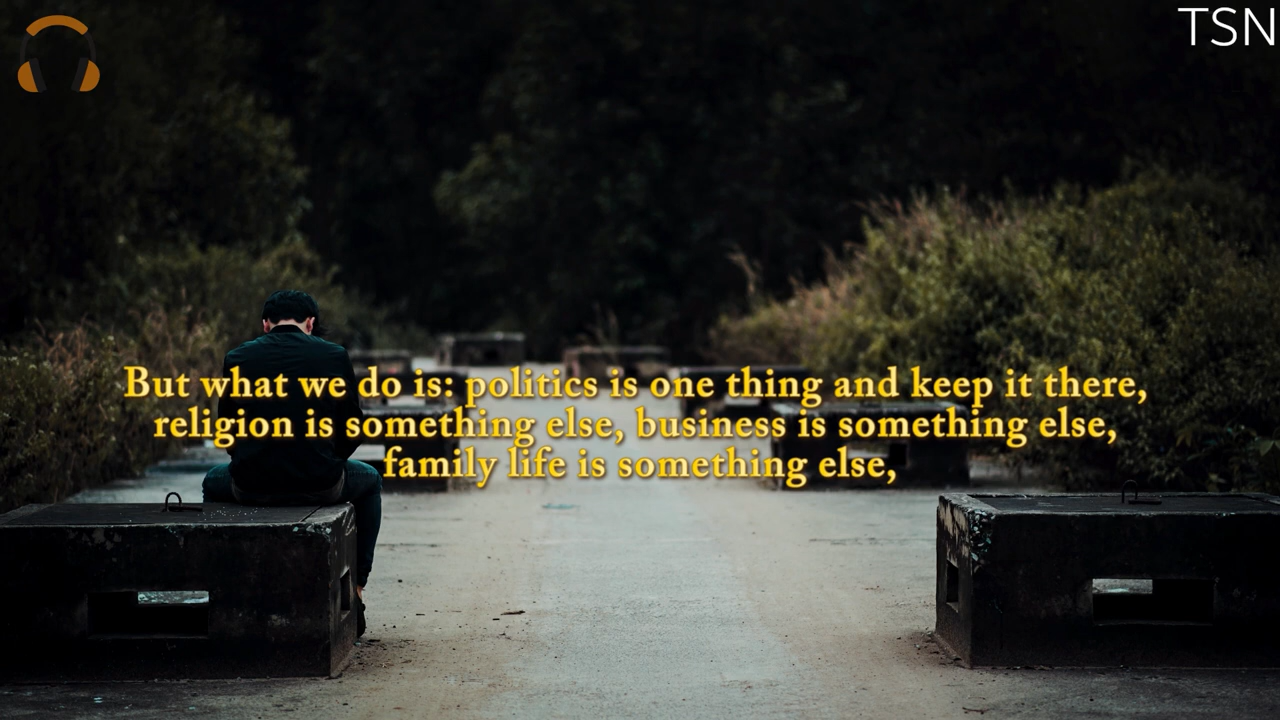 TSN
But what we do is: politics is one thing and keep it there,
religion is something else, business is something else,
family life is something else,